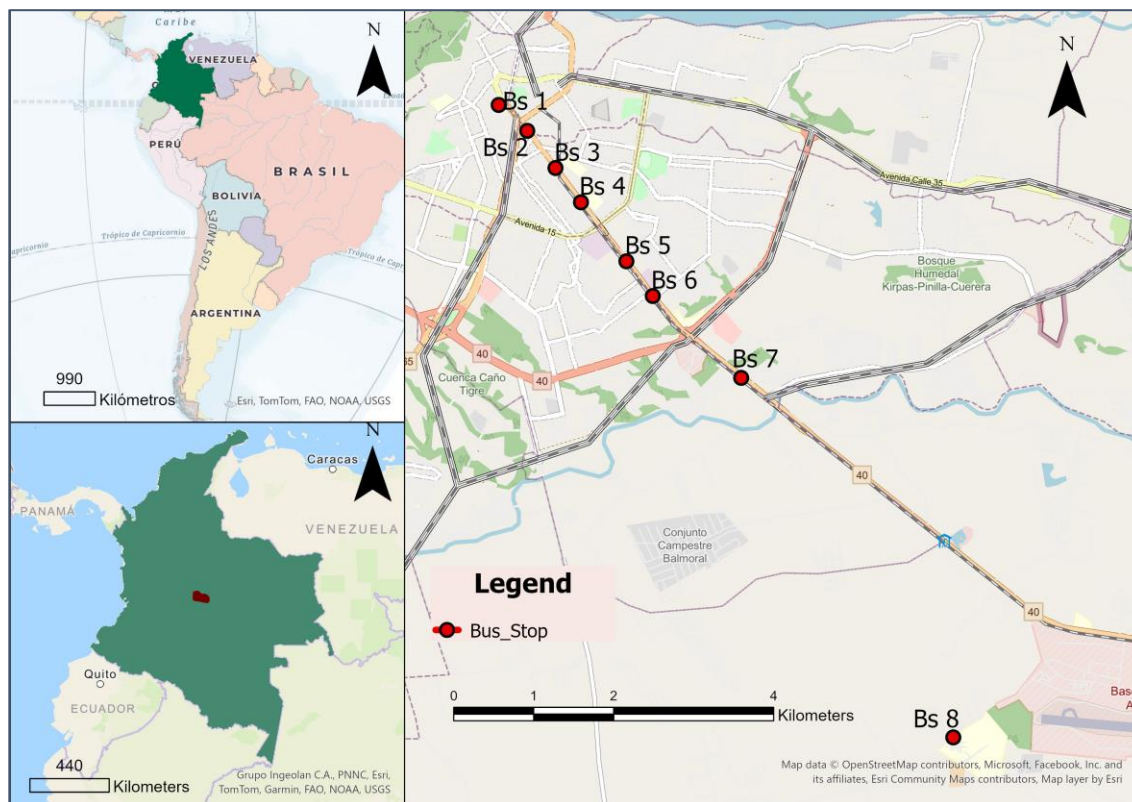 Caribe
N
VENEZUELA
PERÚ
BRASIL
BOLIVIA
Trópico de Capricornio
Capricornio
Trópico de Cap
LOS ANDES
ARGENTINA
990
Kilómetros
Esri, TomTom, FAO, NOAA, USGS
N
Caracas
PANAMÁ
VENEZUELA
Quito
ECUADOR
440
Kilometers
Grupo Ingeolan C.A., PNNC, Esri,
TomTom, Garmin, FAO, NOAA, USGS
N
Bs 1
Bs 2
Bs 3
Bs 4
Avenida Calle 35
Avenida 15
Bs 5
Bs 6
Bosque
Humedal
Kirpas-Pinilla-Cuerera
40
65
Cuenca Caño
Tigre
40
Bs 7
40
Conjunto
Campestre
Balmoral
Legend
Bus_Stop
40
0 1 2 4
Kilometers
Bas
A
Bs 8
Map data © OpenStreetMap contributors, Microsoft, Facebook, Inc. and
its affiliates, Esri Community Maps contributors, Map layer by Esri